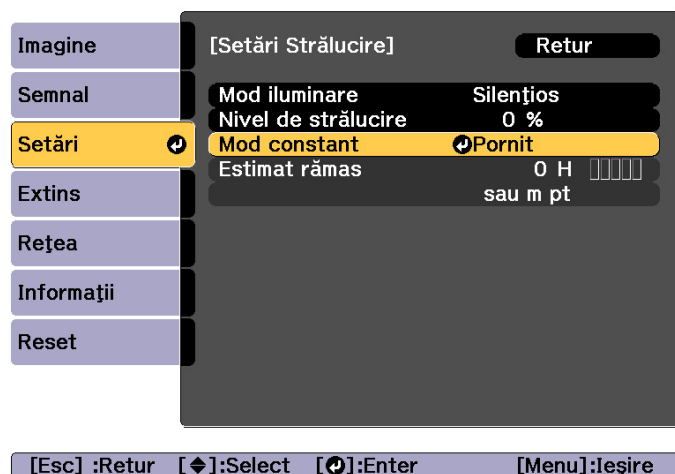 Imagine
Semnal
Setări
Extins
Reţea
Informaţii
Reset
[Setări Strălucire] Retur
Mod iluminare Silenţios
Nivel de strălucire 0 %
Mod constant Pornit
Estimat rămas 0 H
sau m pt
[Esc] :Retur [◆]:Select [↲]:Enter [Menu]:Ieşire